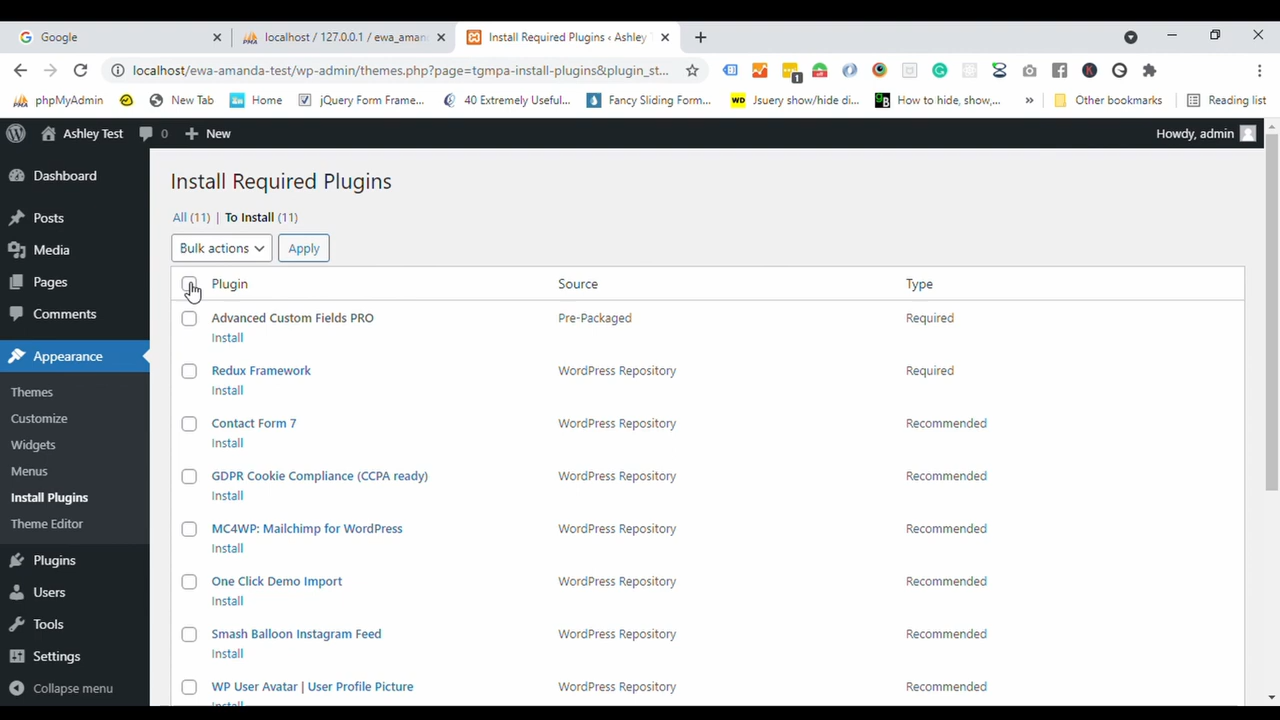 Google
localhost / 127.0.0.1 / ewa_aman
Install Required Plugins ‹ Ashley
localhost/ewa-amanda-test/wp-admin/themes.php?page=tgmpa-install-plugins&plugin_st...
1
phpMyAdmin
New Tab
Home
jQuery Form Frame...
40 Extremely Useful...
Fancy Sliding Form...
WD
Jsuery show/hide di...
How to hide, show,...
»
Other bookmarks
Reading list
Ashley Test
0
New
Howdy, admin
Dashboard
Posts
Media
Pages
Comments
Appearance
Themes
Customize
Widgets
Menus
Install Plugins
Theme Editor
Plugins
Users
Tools
Settings
Collapse menu
Install Required Plugins
All (11) | To Install (11)
Bulk actions
Apply
Plugin Source Type
Advanced Custom Fields PRO Pre-Packaged Required
Install
Redux Framework WordPress Repository Required
Install
Contact Form 7 WordPress Repository Recommended
Install
GDPR Cookie Compliance (CCPA ready) WordPress Repository Recommended
Install
MC4WP: Mailchimp for WordPress WordPress Repository Recommended
Install
One Click Demo Import WordPress Repository Recommended
Install
Smash Balloon Instagram Feed WordPress Repository Recommended
Install
WP User Avatar | User Profile Picture WordPress Repository Recommended